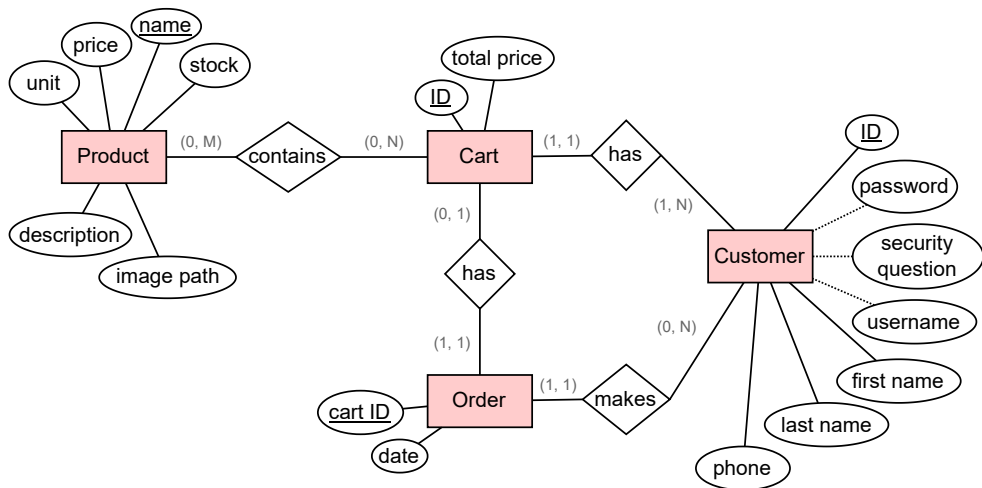 name
price
total price
unit
stock
ID
ID
(0, M)
(0, N)
(1, 1)
Product
contains
Cart
has
password
(0, 1)
(1, N)
description
security
question
Customer
image path
has
username
(0, N)
(1, 1)
first name
(1, 1)
Order
makes
cart ID
last name
date
phone